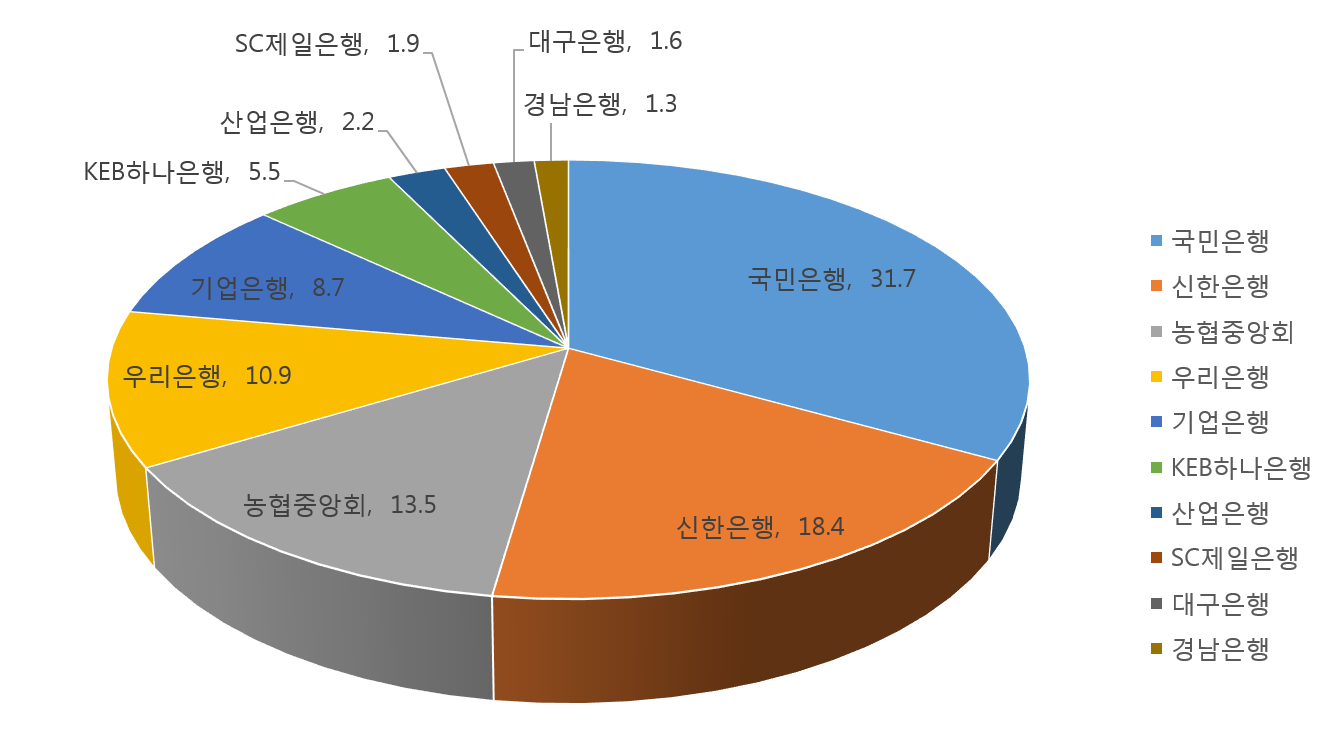 SC제일은행, 1.9
대구은행, 1.6
경남은행, 1.3
산업은행, 2.2
KEB하나은행, 5.5
기업은행, 8.7
국민은행, 31.7
우리은행, 10.9
농협중앙회, 13.5
신한은행, 18.4
국민은행
신한은행
농협중앙회
우리은행
기업은행
KEB하나은행
산업은행
SC제일은행
대구은행
경남은행